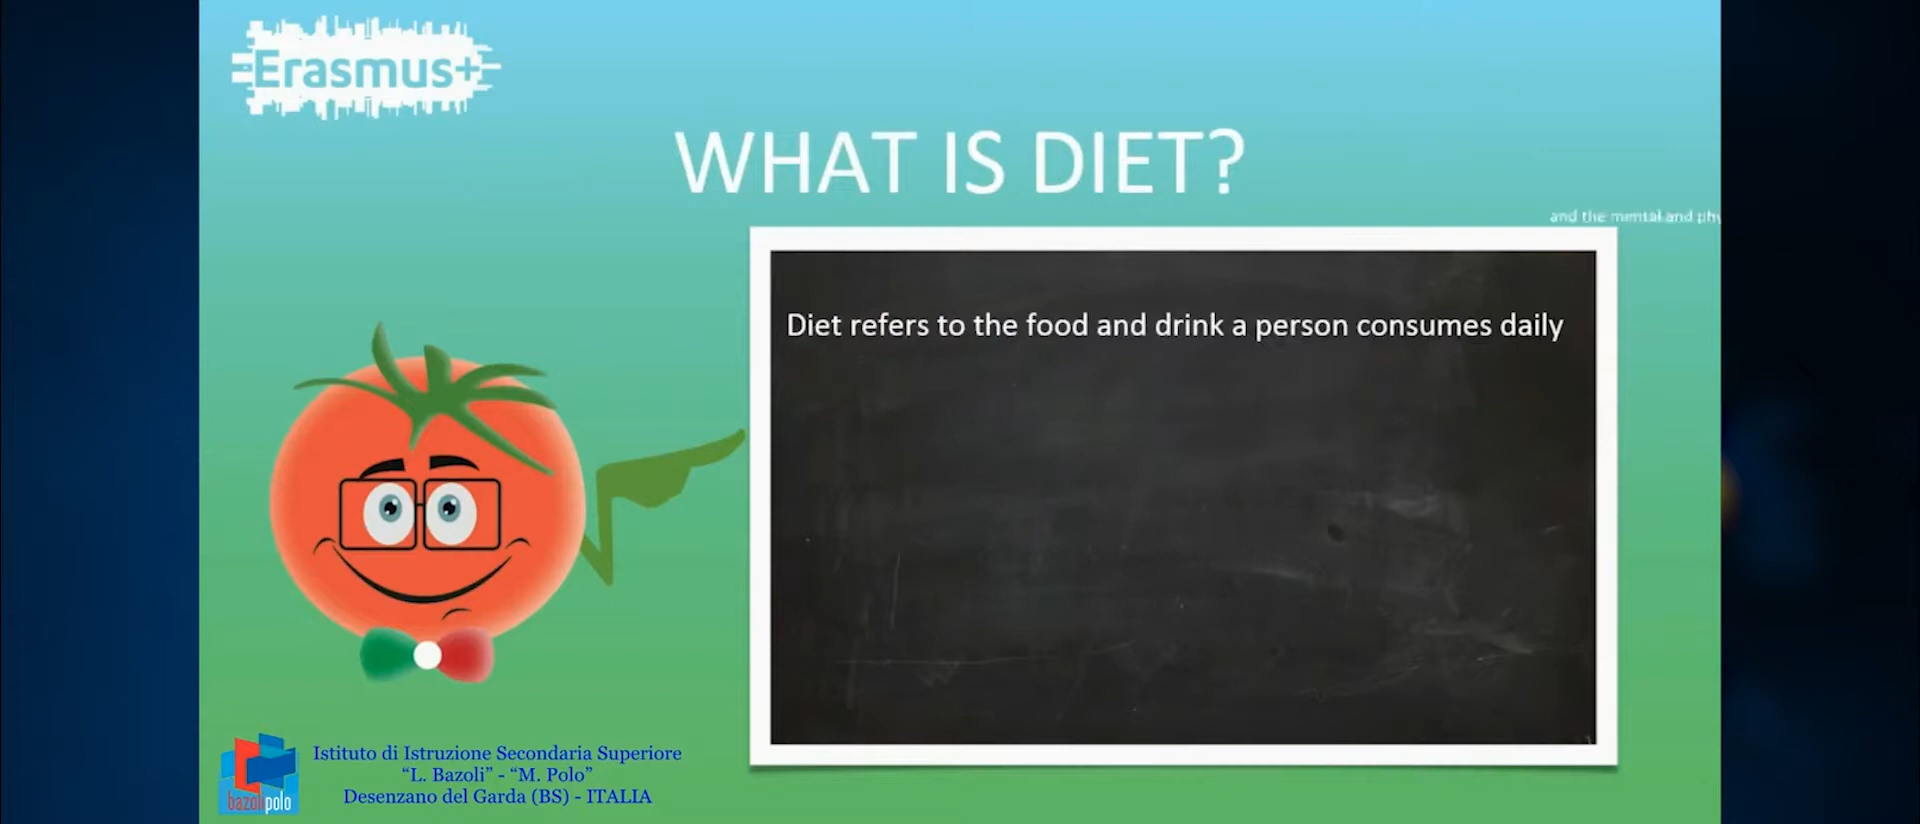 Erasmus+
WHAT IS DIET?
and the mental and
Diet refers to the food and drink a person consumes daily
Istituto di Istruzione Secondaria Superiore
“L. Bazoli” - “M. Polo”
Desenzano del Garda (BS) - ITALIA
bazolipolo